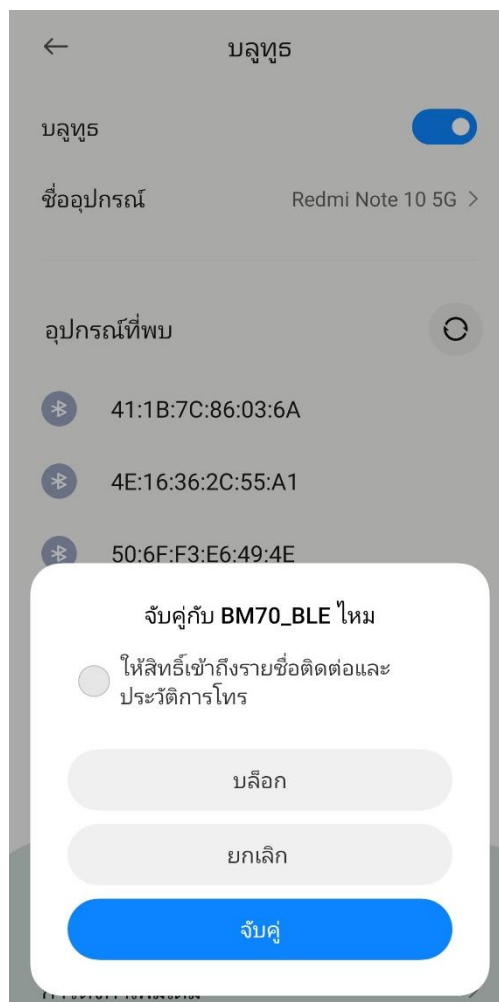 บลูทูธ
บลูทูธ
ชื่ออุปกรณ์ Redmi Note 10 5G >
อุปกรณ์ที่พบ
41:1B:7C:86:03:6A
4E:16:36:2C:55:A1
50:6F:F3:E6:49:4E
จับคู่กับ BM70_BLE ไหม
ให้สิทธิ์เข้าถึงรายชื่อติดต่อและ
ประวัติการโทร
บล็อก
ยกเลิก
จับคู่